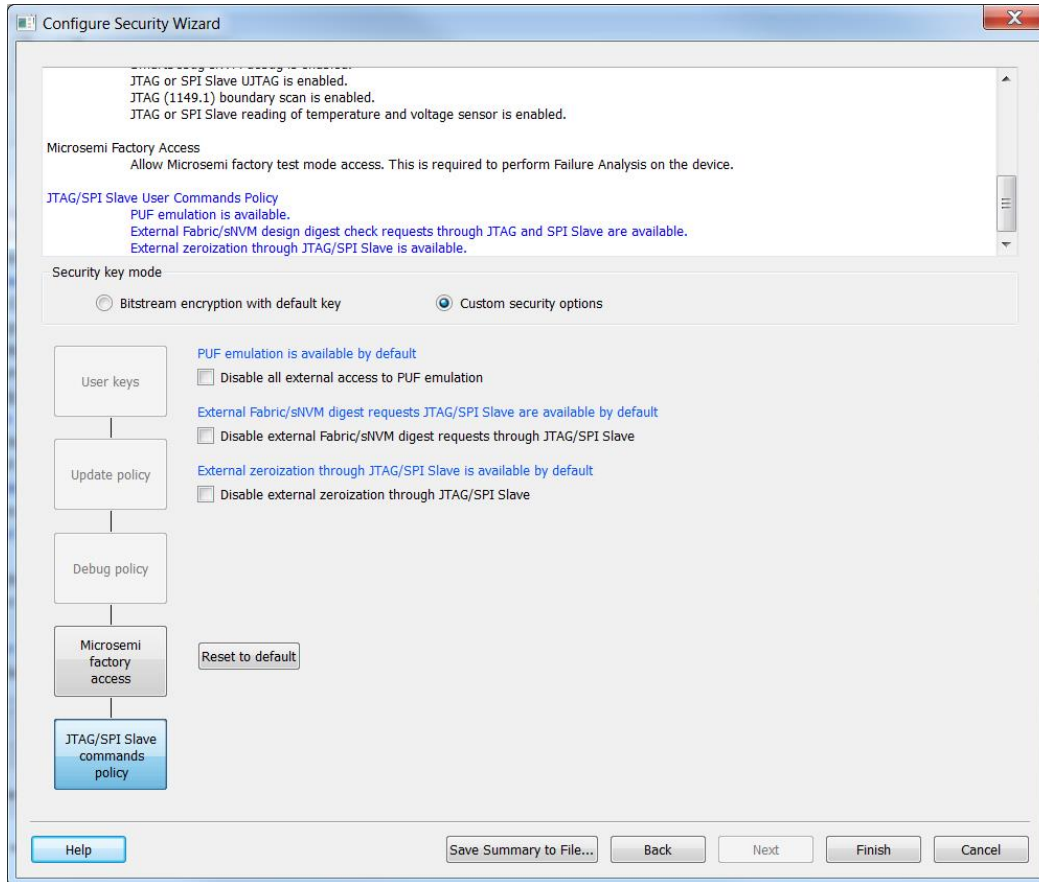 Configure Security Wizard
JTAG or SPI Slave UJTAG is enabled.
JTAG (1149.1) boundary scan is enabled.
JTAG or SPI Slave reading of temperature and voltage sensor is enabled.
Microsemi Factory Access
Allow Microsemi factory test mode access. This is required to perform Failure Analysis on the device.
JTAG/SPI Slave User Commands Policy
PUF emulation is available.
External Fabric/sNVM design digest check requests through JTAG and SPI Slave are available.
External zeroization through JTAG/SPI Slave is available.
Security key mode
Bitstream encryption with default key
Custom security options
User keys
PUF emulation is available by default
Disable all external access to PUF emulation
External Fabric/sNVM digest requests JTAG/SPI Slave are available by default
Disable external Fabric/sNVM digest requests through JTAG/SPI Slave
Update policy
External zeroization through JTAG/SPI Slave is available by default
Disable external zeroization through JTAG/SPI Slave
Debug policy
Microsemi
factory
access
Reset to default
JTAG/SPI Slave
commands
policy
Help
Save Summary to File...
Back
Next
Finish
Cancel